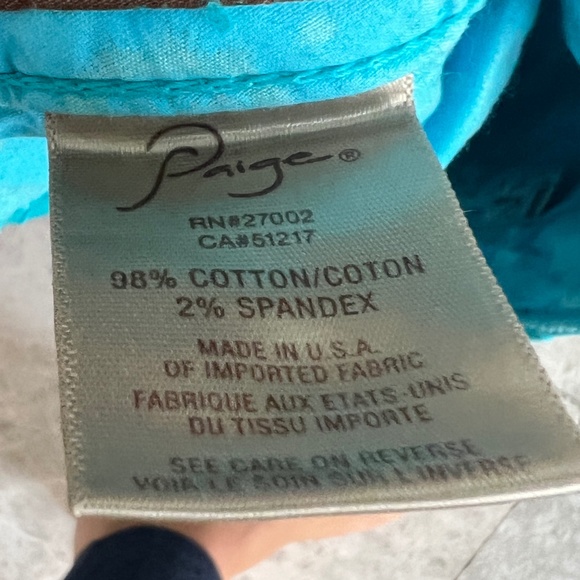 Paige®
RN#27002
CA#51217
98% COTTON/COTON
2% SPANDEX
MADE IN U.S.A.
OF IMPORTED FABRIC
FABRIQUE AUX ETATS-UNIS
DU TISSU IMPORTE
SEE CARE ON REVERSE
VOIR LE SOIN SUR L'INVERSE